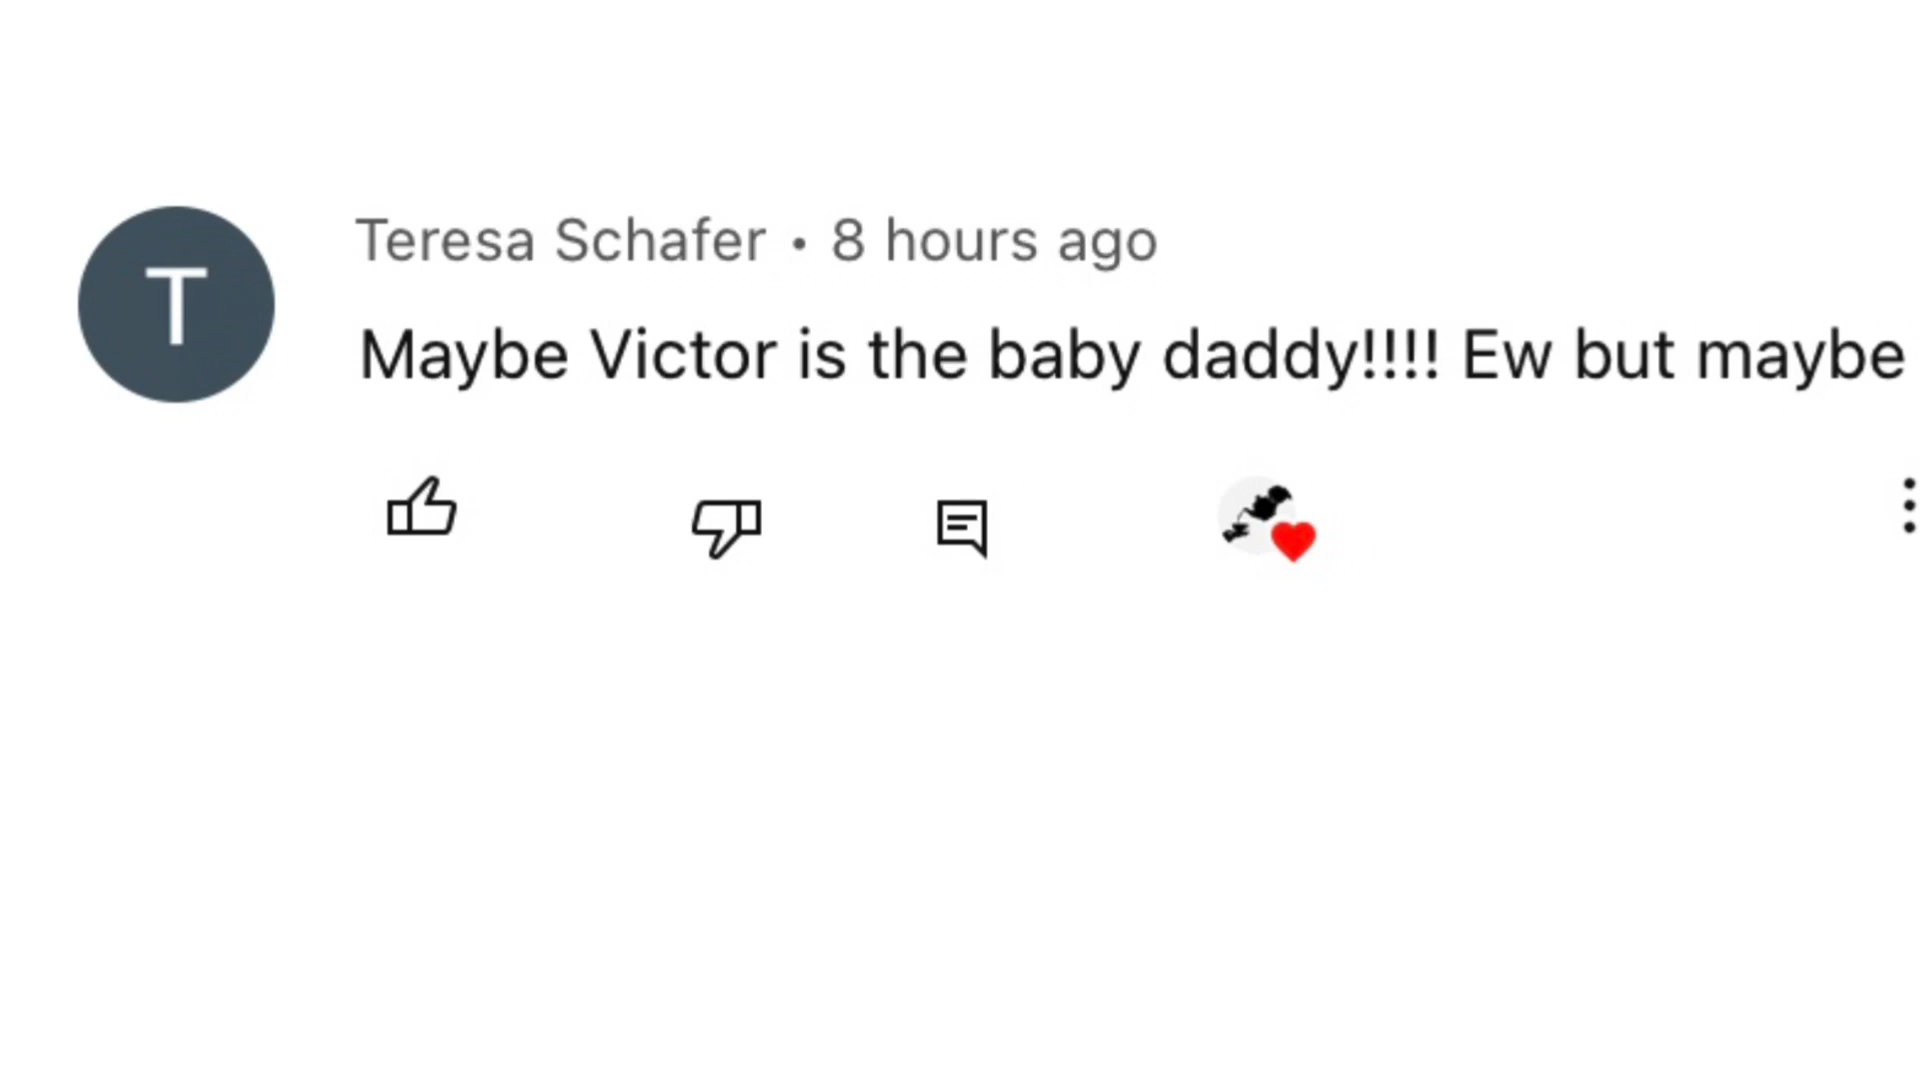 T
Teresa Schafer • 8 hours ago
Maybe Victor is the baby daddy!!!! Ew but maybe